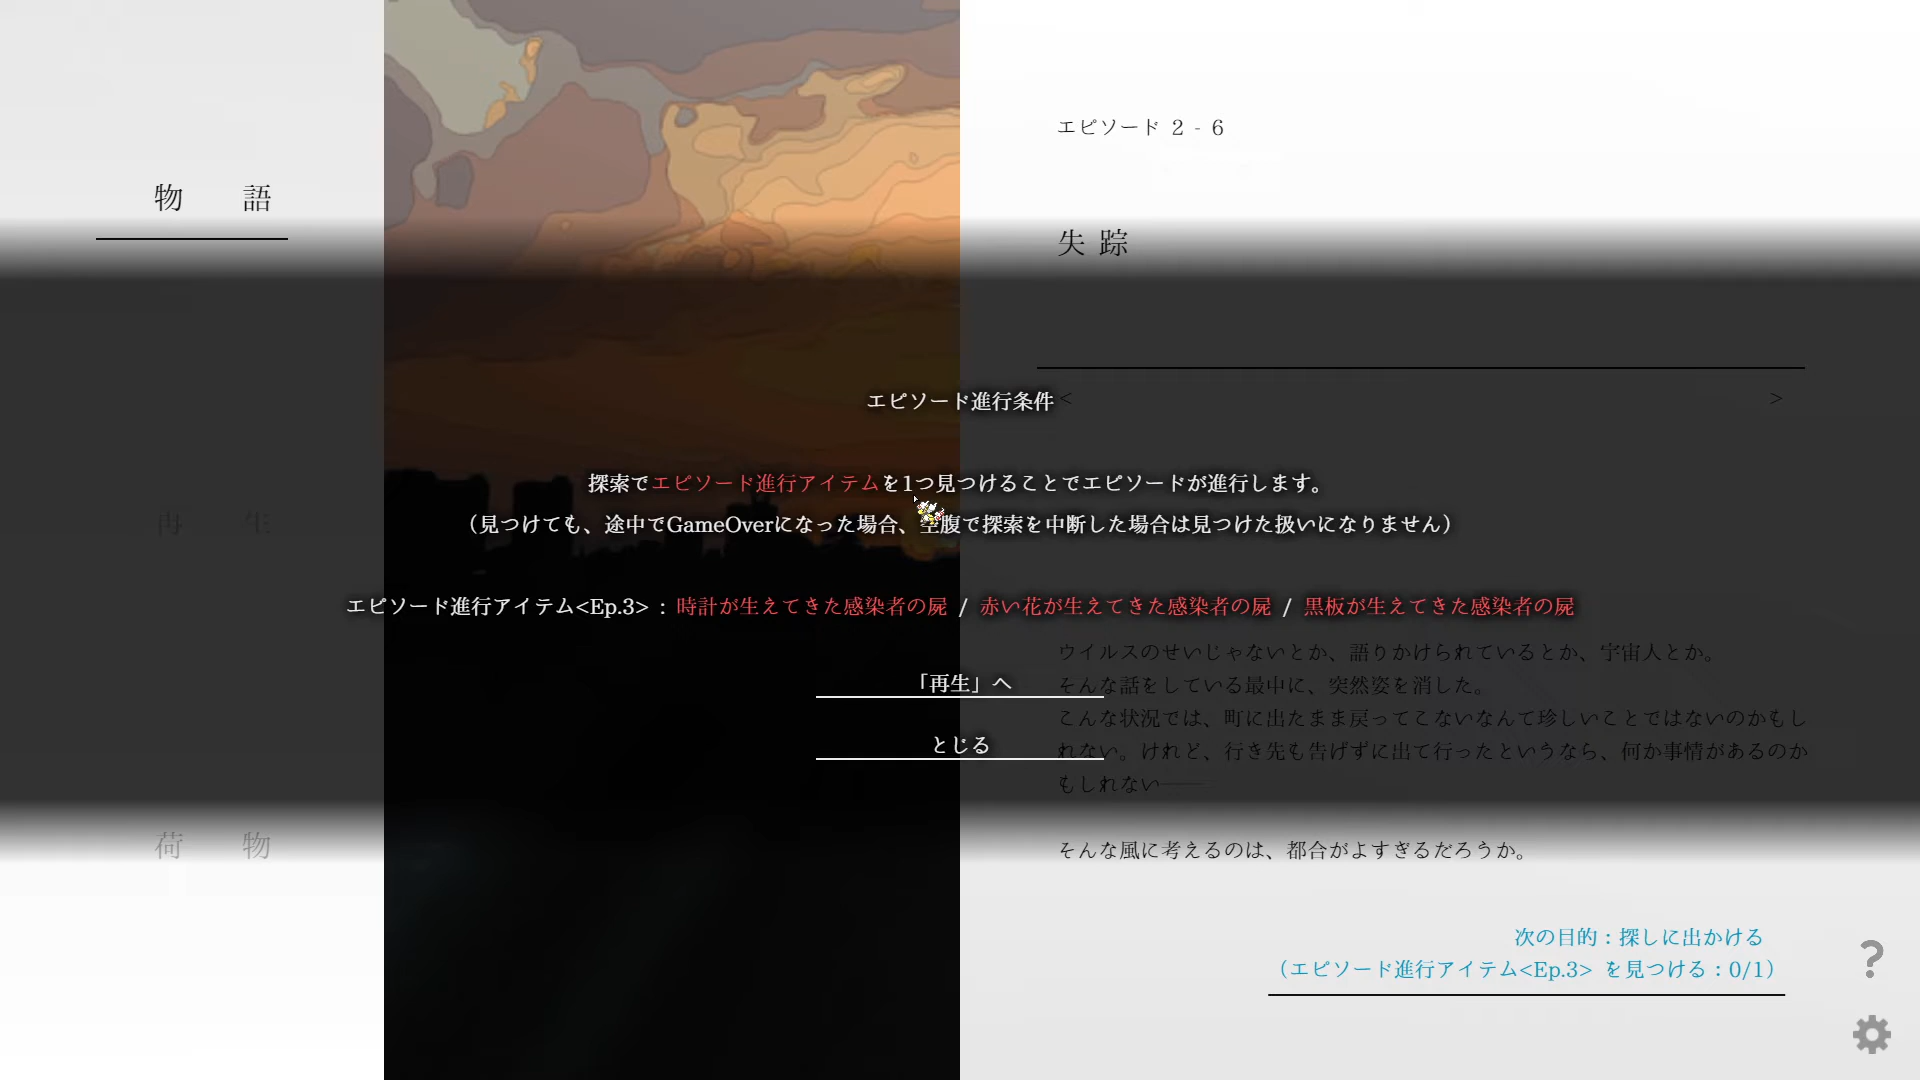 物 語
再 生
荷 物
エピソード 2 - 6
失踪
エピソード進行条件
< >
探索でエピソード進行アイテムを1つ見つけることでエピソードが進行します。
（見つけても、途中でGameOverになった場合、空腹で探索を中断した場合は見つけた扱いになりません）
エピソード進行アイテム<Ep.3> : 時計が生えてきた感染者の屍 / 赤い花が生えてきた感染者の屍 / 黒板が生えてきた感染者の屍
「再生」へ
とじる
ウイルスのせいじゃないとか、語りかけられているとか、宇宙人とか。
そんな話をしている最中に、突然姿を消した。
こんな状況では、町に出たまま戻ってこないなんて珍しいことではないのかもし
れない。けれど、行き先も告げずに出て行ったというなら、何か事情があるのか
もしれない――
そんな風に考えるのは、都合がよすぎるだろうか。
次の目的：探しに出かける
（エピソード進行アイテム<Ep.3> を見つける：0/1）
?